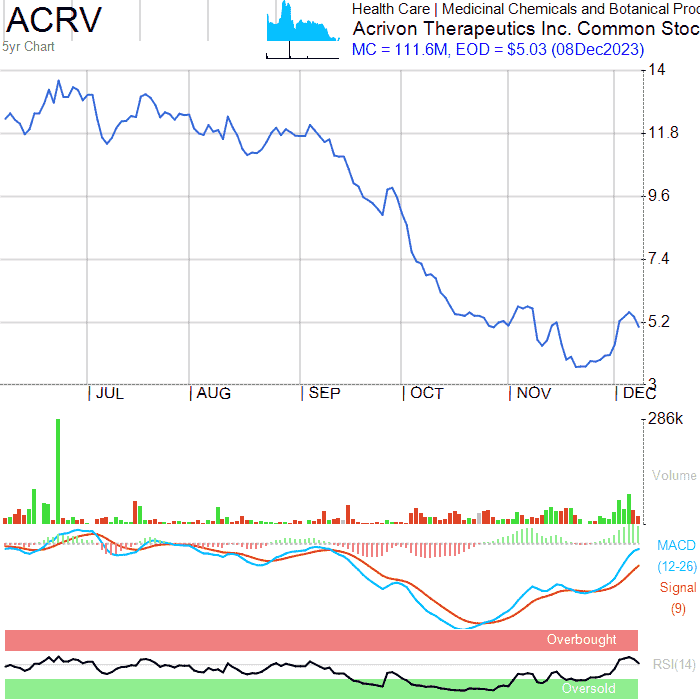 ACRV
5yr Chart
Health Care | Medicinal Chemicals and Botanical Proc
Acrivon Therapeutics Inc. Common Stoc
MC = 111.6M, EOD = $5.03 (08Dec2023)
14
11.8
9.6
7.4
5.2
3
JUL AUG SEP OCT NOV DEC
286k
Volume
MACD
(12-26)
Signal
(9)
Overbought
RSI(14)
Oversold